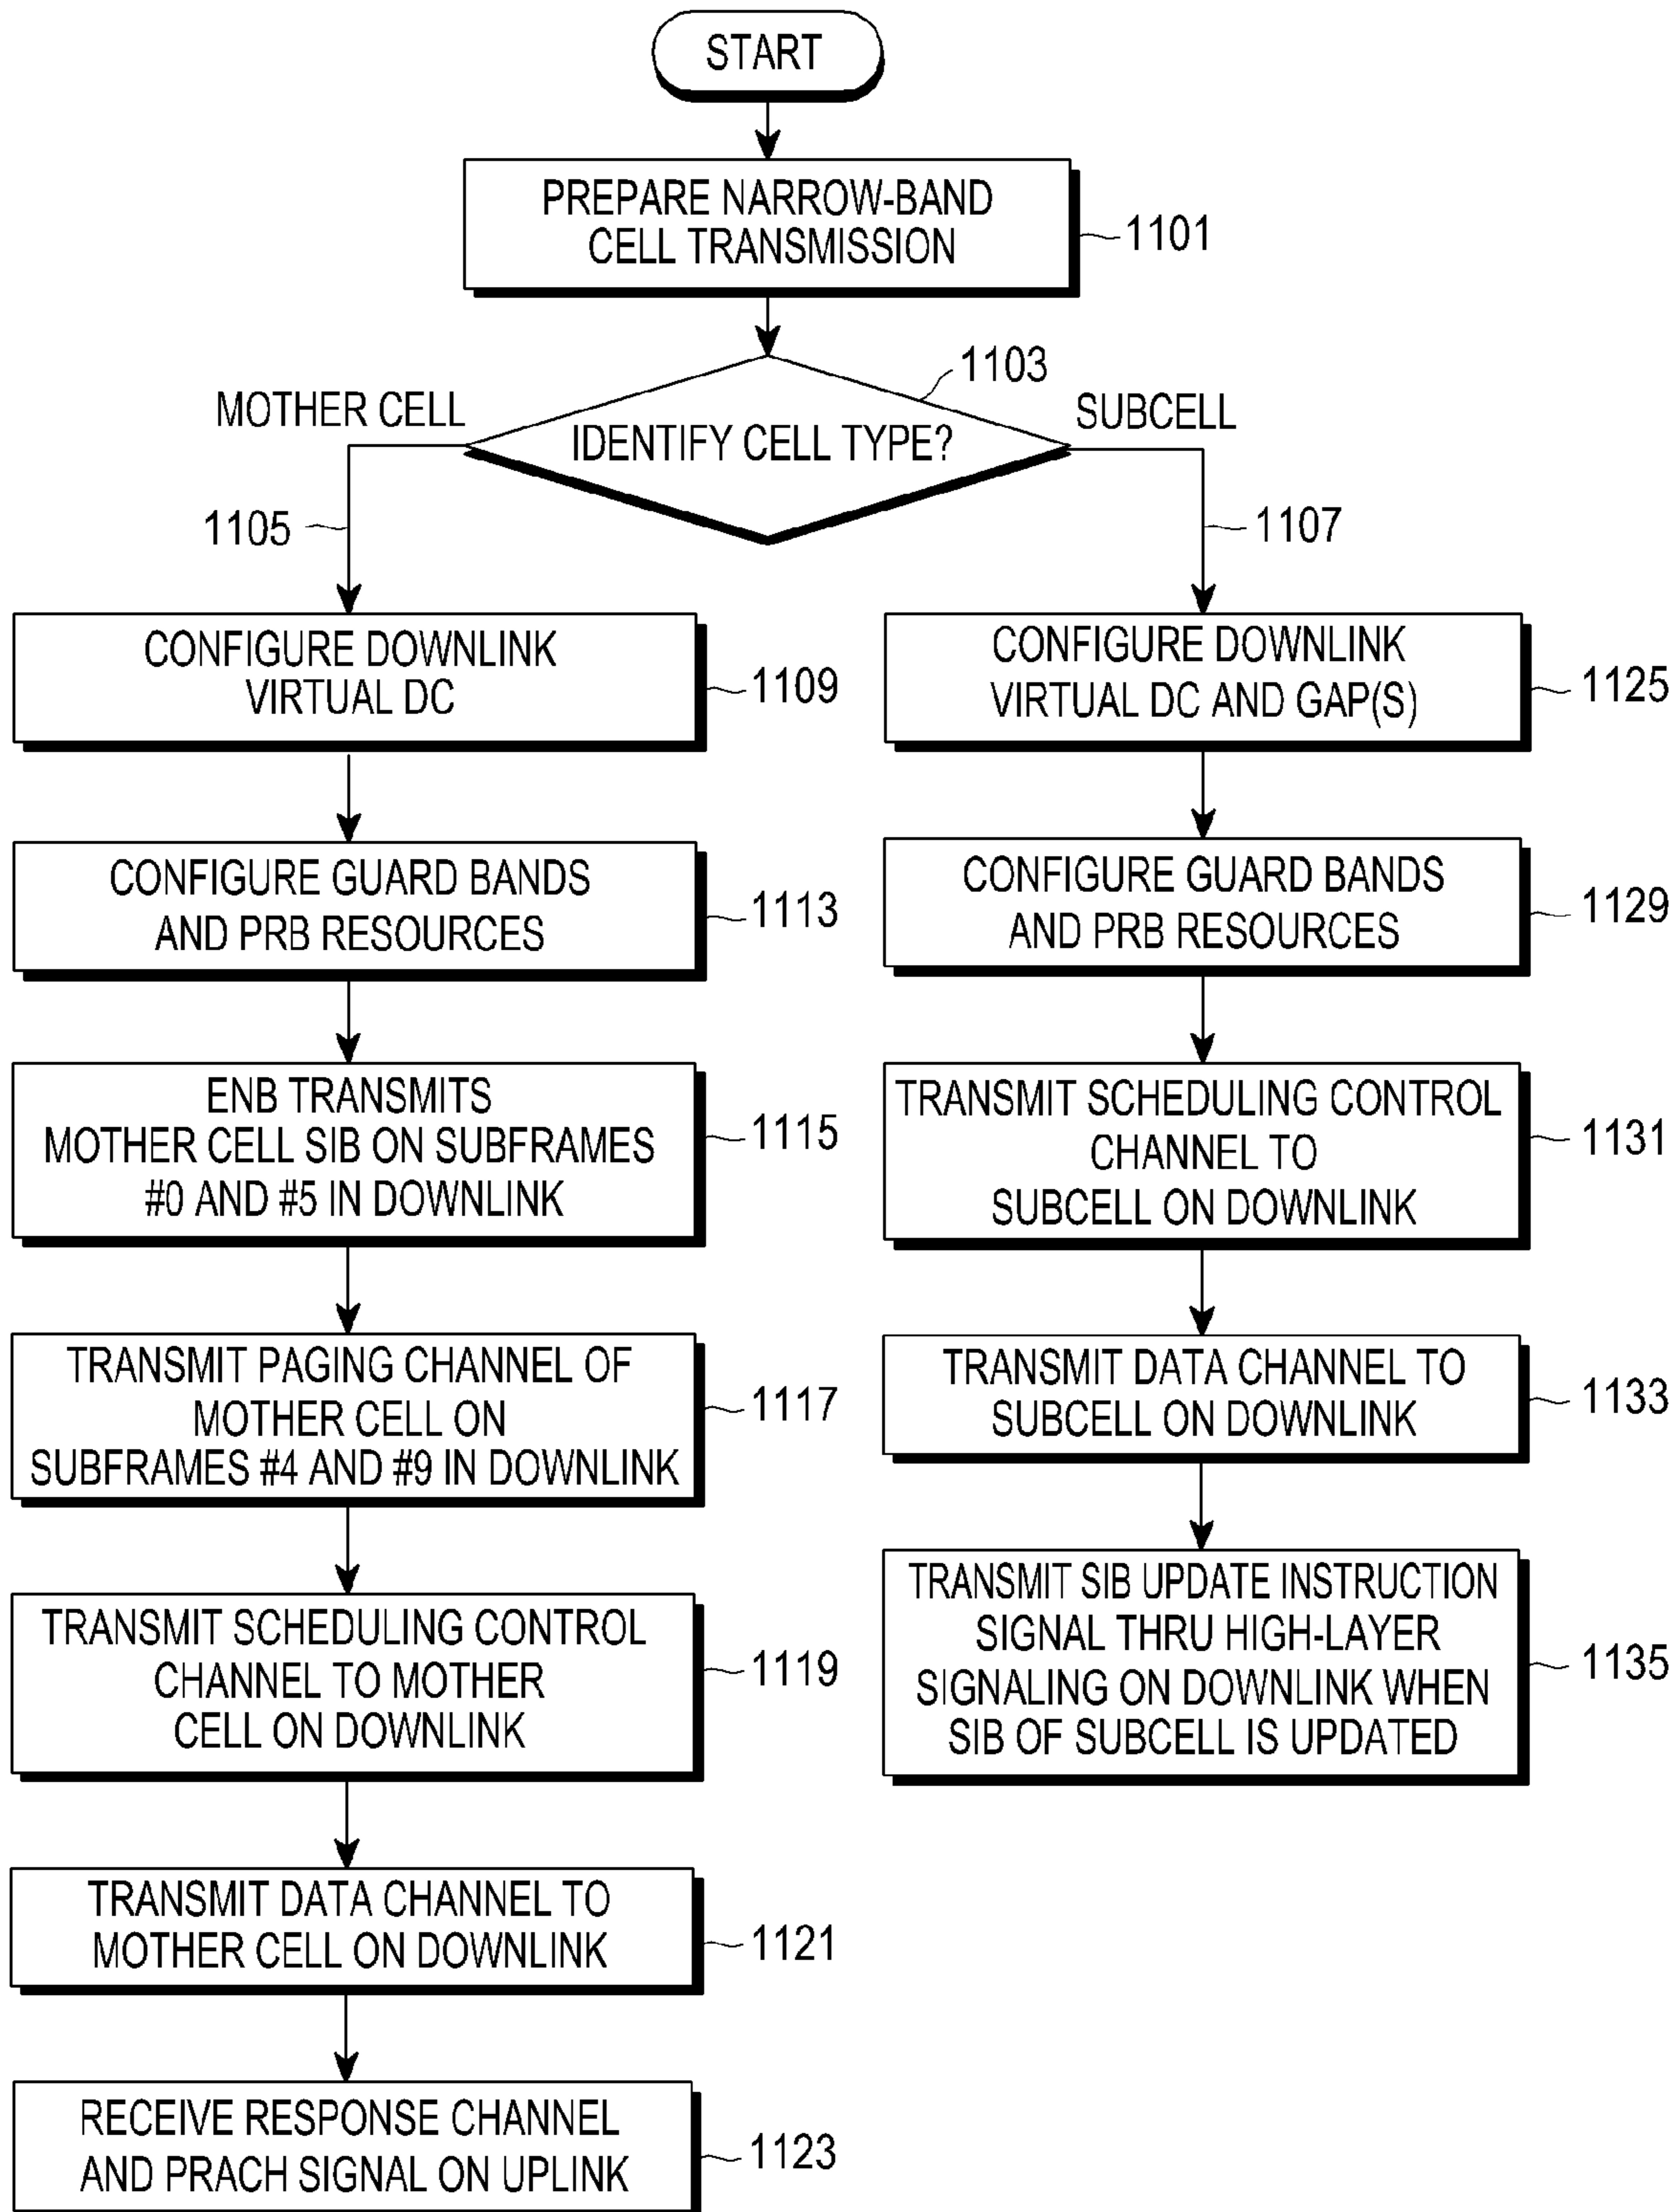 START
PREPARE NARROW-BAND
CELL TRANSMISSION
1101
1103
MOTHER CELL
SUBCELL
IDENTIFY CELL TYPE?
1105
1107
CONFIGURE DOWNLINK
VIRTUAL DC
1109
CONFIGURE GUARD BANDS
AND PRB RESOURCES
1113
ENB TRANSMITS
MOTHER CELL SIB ON SUBFRAMES
#0 AND #5 IN DOWNLINK
1115
TRANSMIT PAGING CHANNEL OF
MOTHER CELL ON
SUBFRAMES #4 AND #9 IN DOWNLINK
1117
TRANSMIT SCHEDULING CONTROL
CHANNEL TO MOTHER
CELL ON DOWNLINK
1119
TRANSMIT DATA CHANNEL TO
MOTHER CELL ON DOWNLINK
1121
RECEIVE RESPONSE CHANNEL
AND PRACH SIGNAL ON UPLINK
1123
CONFIGURE DOWNLINK
VIRTUAL DC AND GAP(S)
1125
CONFIGURE GUARD BANDS
AND PRB RESOURCES
1129
TRANSMIT SCHEDULING CONTROL
CHANNEL TO
SUBCELL ON DOWNLINK
1131
TRANSMIT DATA CHANNEL TO
SUBCELL ON DOWNLINK
1133
TRANSMIT SIB UPDATE INSTRUCTION
SIGNAL THRU HIGH-LAYER
SIGNALING ON DOWNLINK WHEN
SIB OF SUBCELL IS UPDATED
1135